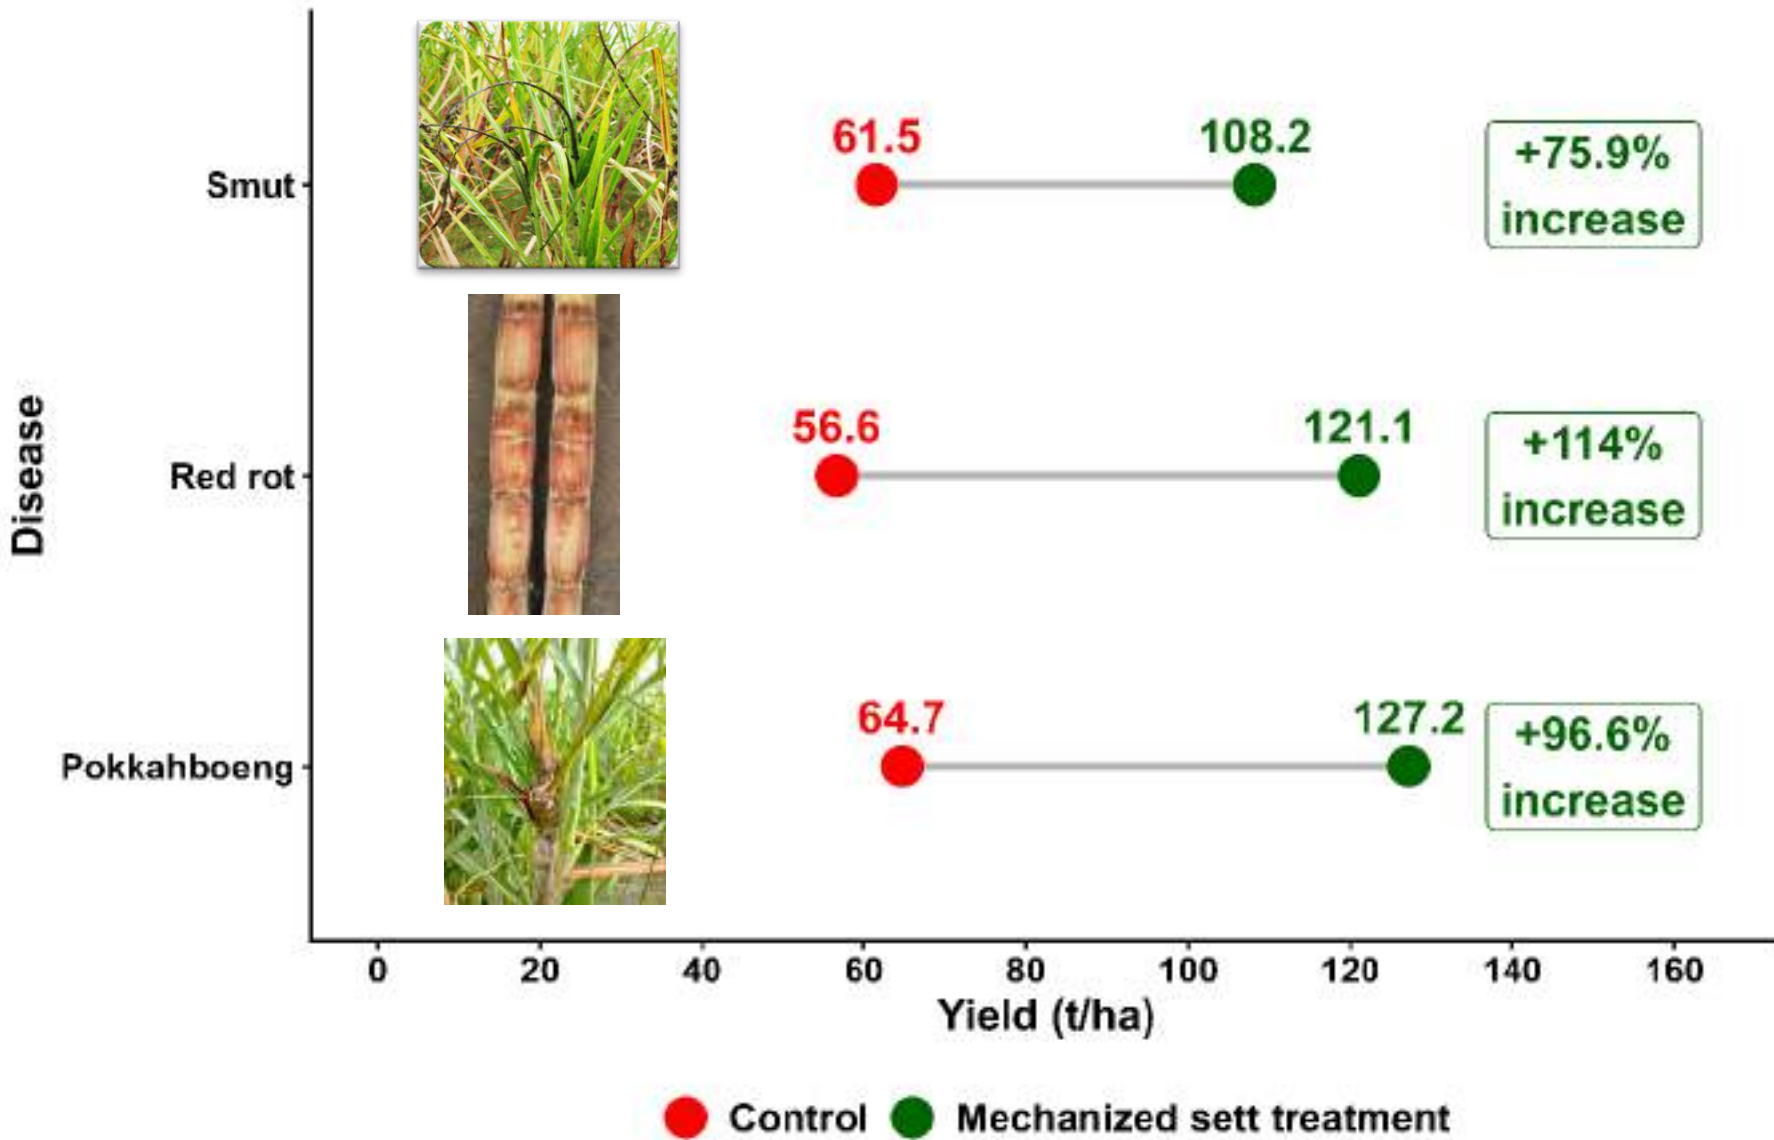 61.5
108.2
+75.9%
increase
Smut
56.6
121.1
+114%
increase
Red rot
Disease
64.7
127.2
+96.6%
increase
Pokkahboeng
0 20 40 60 80 100 120 140 160
Yield (t/ha)
Control Mechanized sett treatment